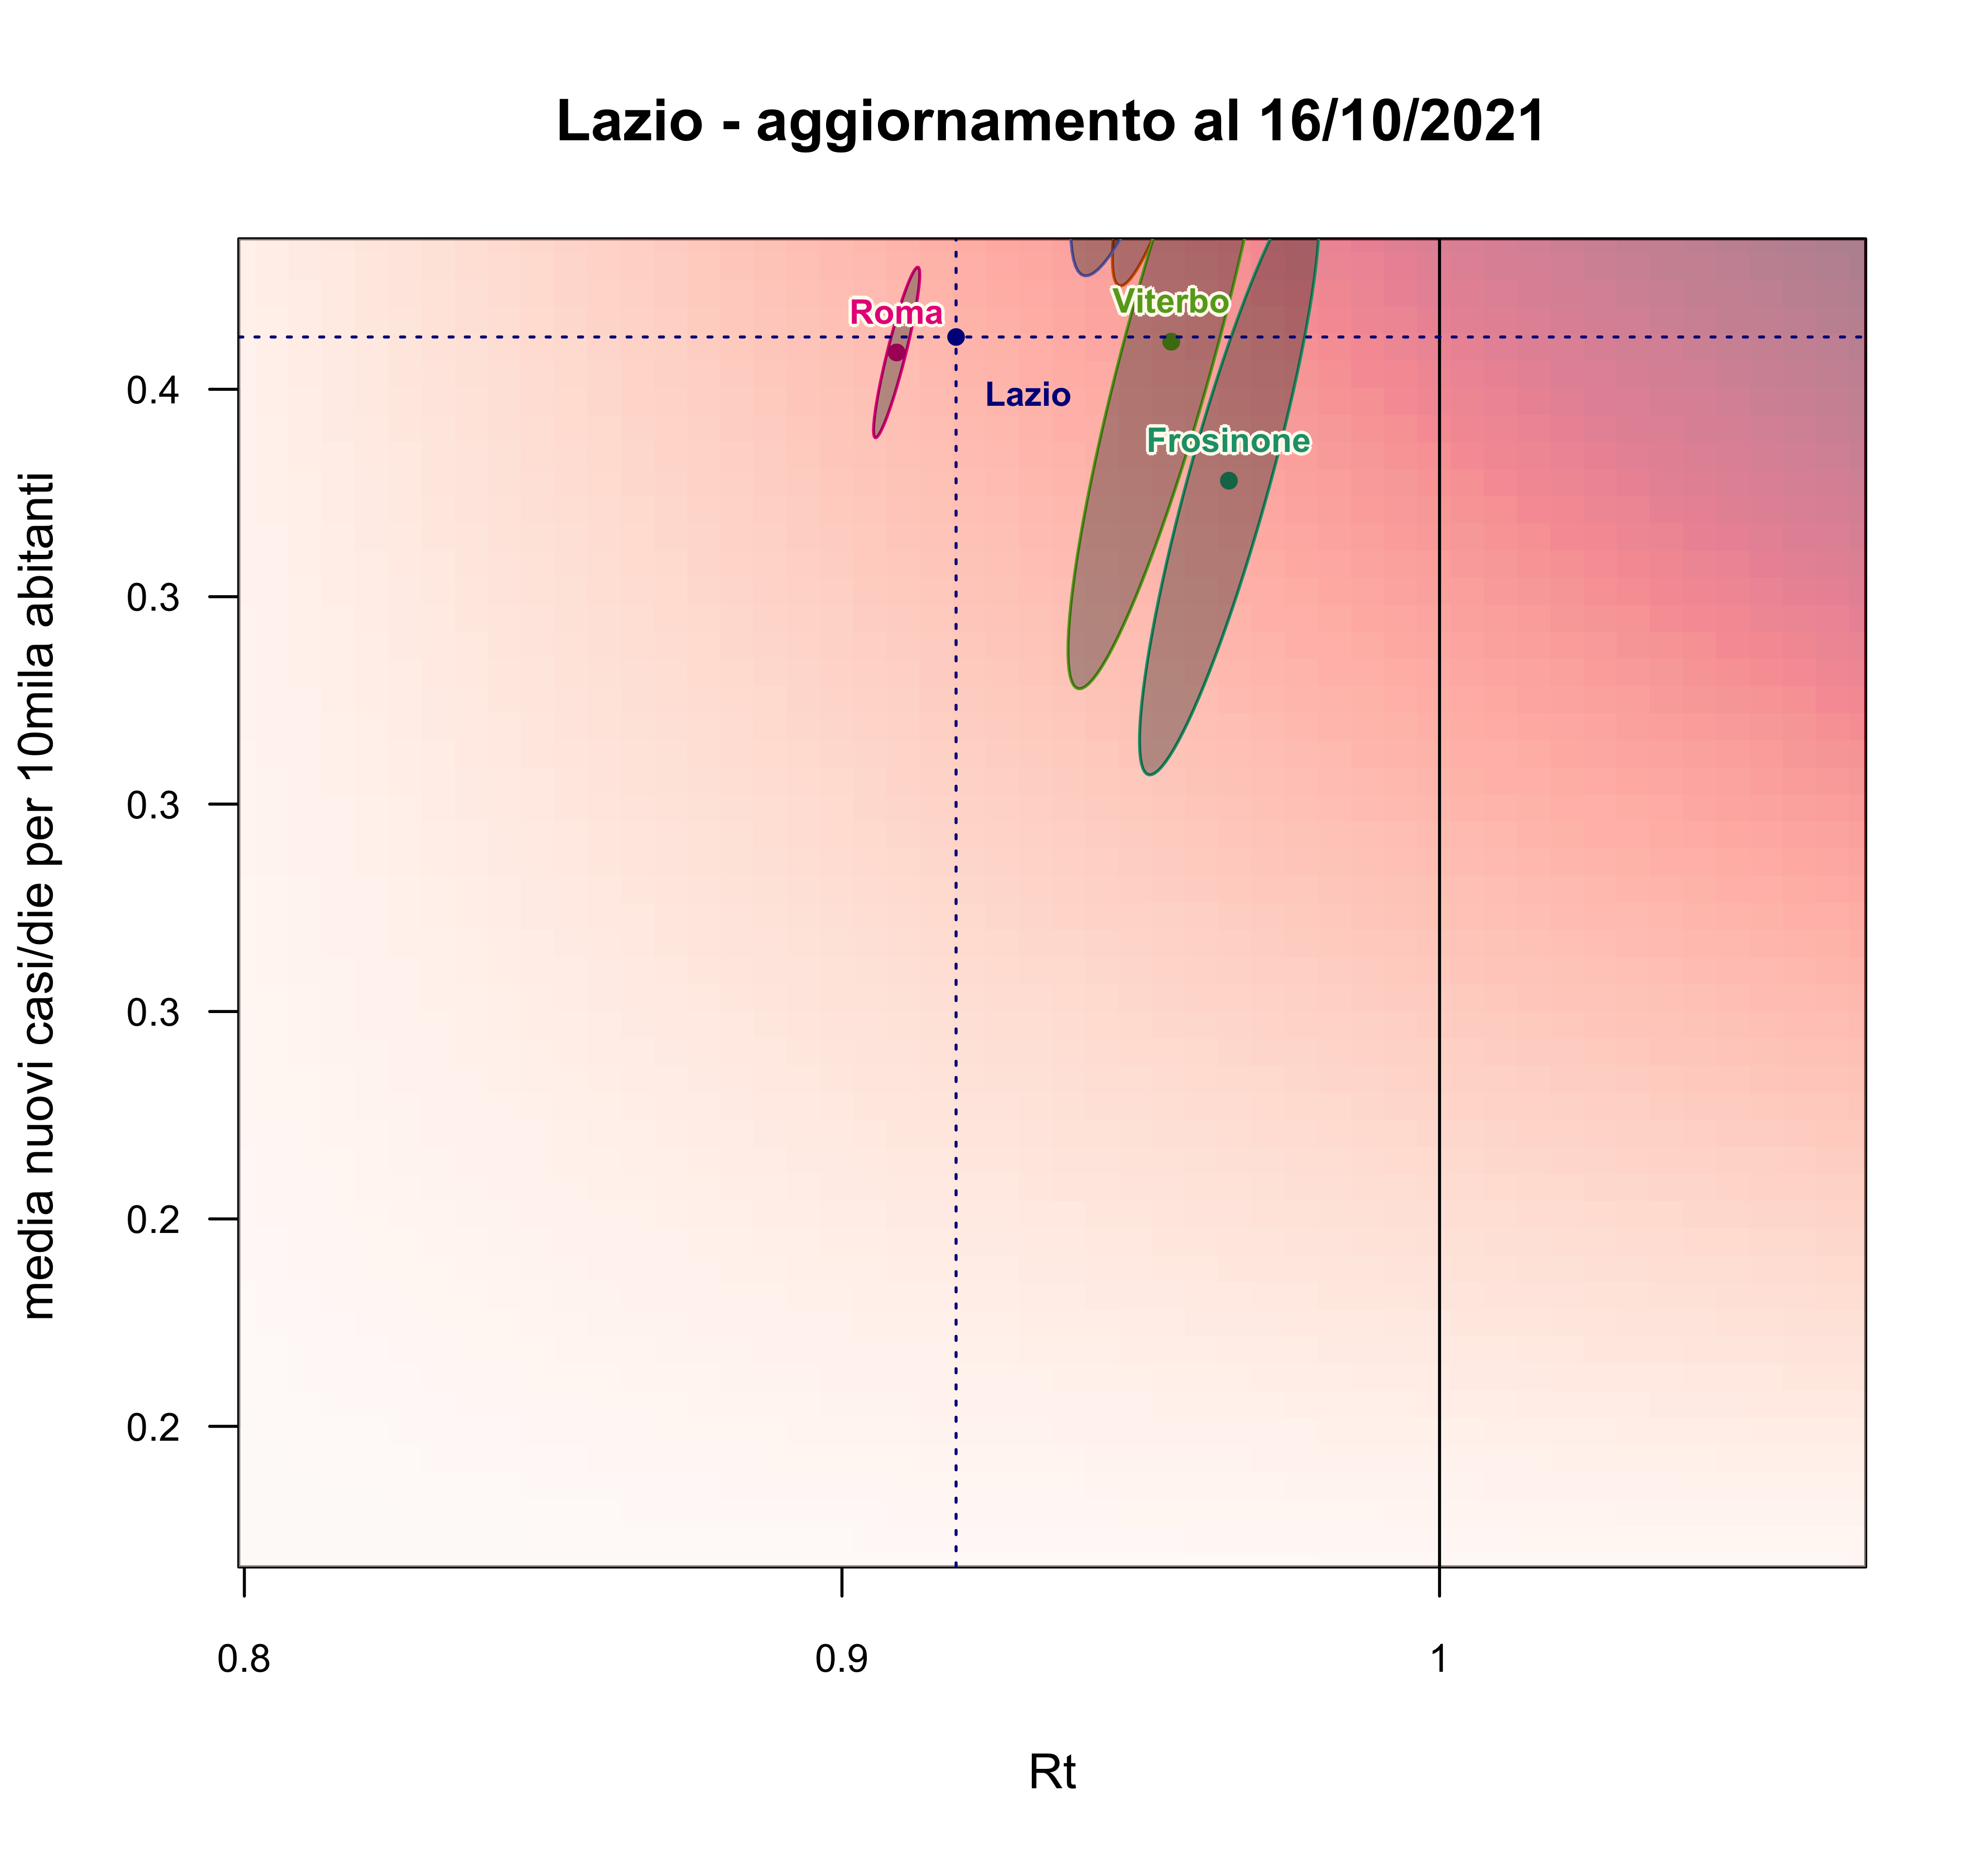 Lazio - aggiornamento al 16/10/2021
Roma
Viterbo
Lazio
Frosinone
media nuovi casi/die per 10mila abitanti
0.4
0.3
0.3
0.3
0.2
0.2
0.8
0.9
1
Rt